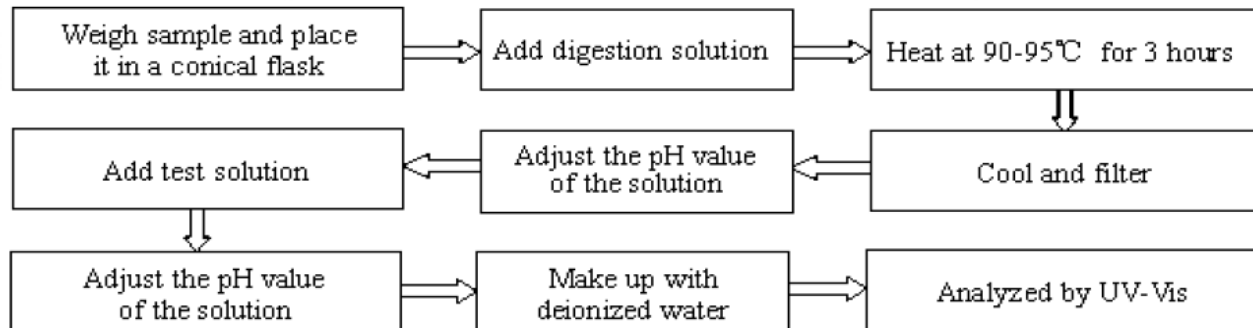 Weigh sample and place
it in a conical flask
Add digestion solution
Heat at 90-95℃ for 3 hours
Cool and filter
Adjust the pH value
of the solution
Add test solution
Adjust the pH value
of the solution
Make up with
deionized water
Analyzed by UV-Vis